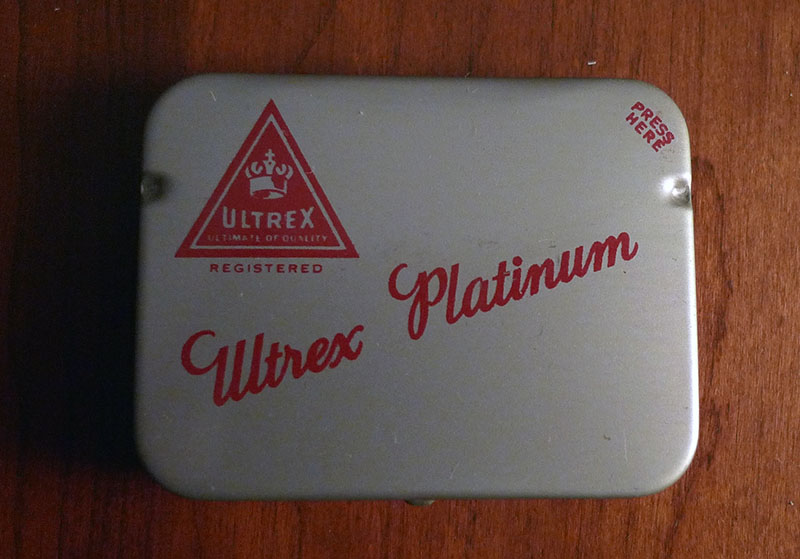 PRESS
HERE
ULTREX
ULTIMATE OF QUALITY
REGISTERED
Ultrex Platinum